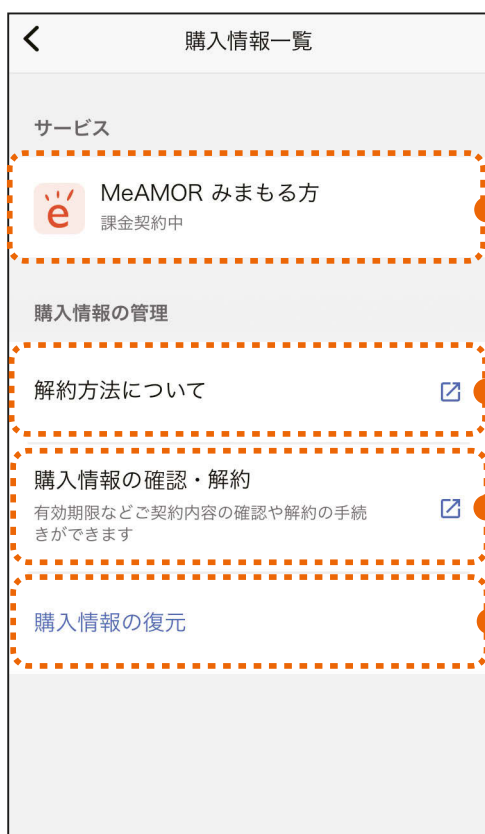 購入情報一覧
サービス
MeAMOR みまもる方
課金契約中
購入情報の管理
解約方法について
購入情報の確認・解約
有効期限などご契約内容の確認や解約の手続
きができます
購入情報の復元